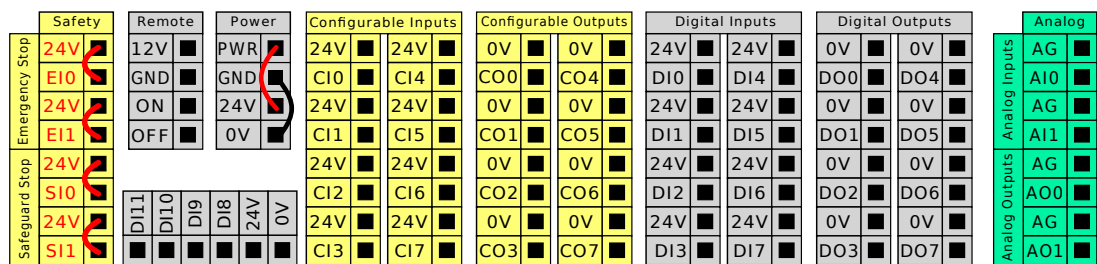 Safety Remote Power Configurable Inputs Configurable Outputs Digital Inputs Digital Outputs Analog
Emergency Stop
Safeguard Stop
Analog Inputs
Analog Outputs
24V 12V PWR 24V 24V 0V 0V 24V 24V 0V 0V AG
EI0 GND GND CI0 CI4 CO0 CO4 DI0 DI4 DO0 DO4 AI0
24V ON 24V 24V 24V 0V 0V 24V 24V 0V 0V AG
EI1 OFF 0V CI1 CI5 CO1 CO5 DI1 DI5 DO1 DO5 AI1
24V 24V 24V 0V 0V 24V 24V 0V 0V AG
SI0 CI2 CI6 CO2 CO6 DI2 DI6 DO2 DO6 AO0
24V 24V 24V 0V 0V 24V 24V 0V 0V AG
SI1 CI3 CI7 CO3 CO7 DI3 DI7 DO3 DO7 AO1
DI11
DI10
DI9
DI8
24V
0V